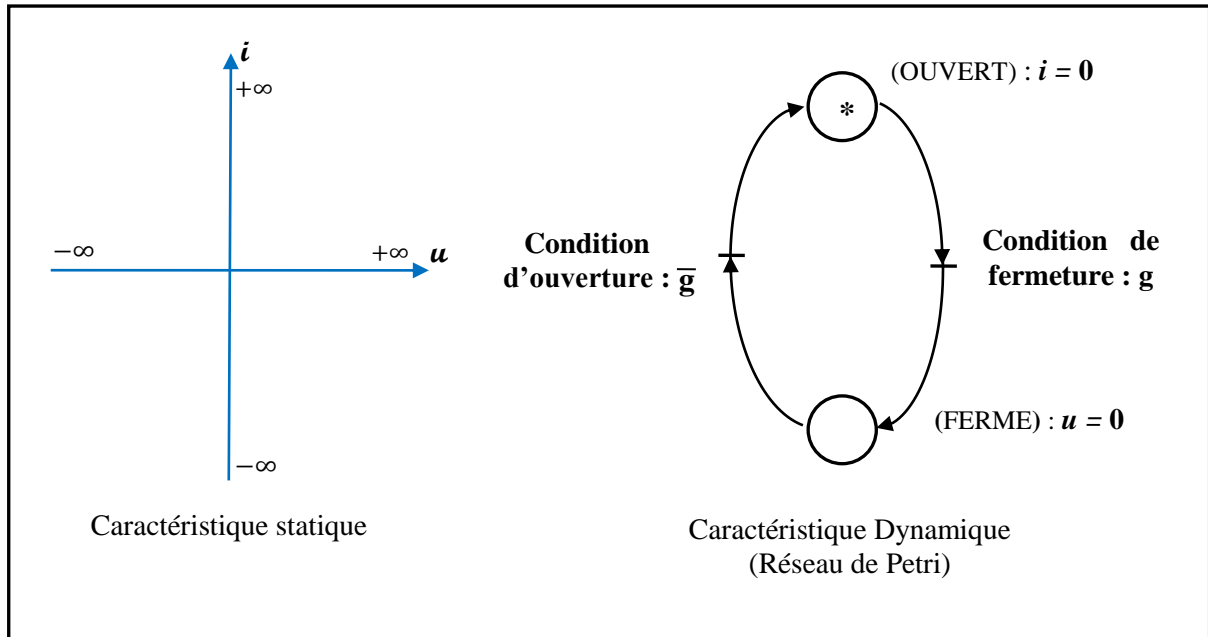 i
+∞
−∞
+∞
u
−∞
Caractéristique statique
(OUVERT) : i = 0
*
Condition
d’ouverture : g̅
Condition de
fermeture : g
(FERME) : u = 0
Caractéristique Dynamique
(Réseau de Petri)